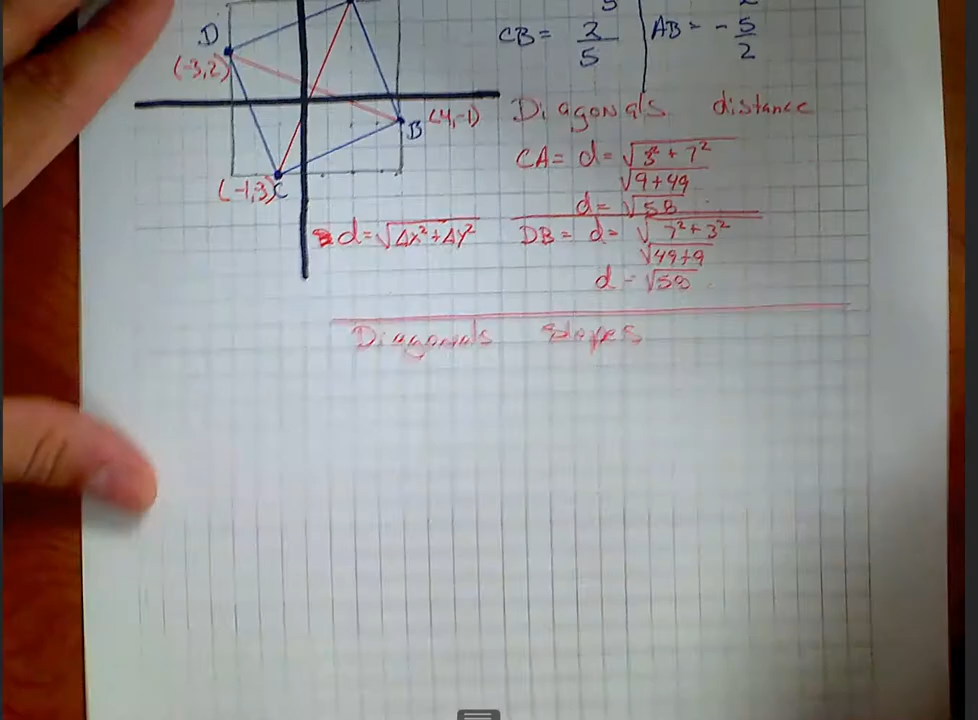 D
(-3,2)
CB = 2/5
AB = -5/2
B (4,-1)
(-1,3)C
Diagonals distance
CA = d = √3²+7²
√9+49
d = √58
d=√Δx²+Δy²
DB = d = √7²+3²
√49+9
d = √58
Diagonals slopes